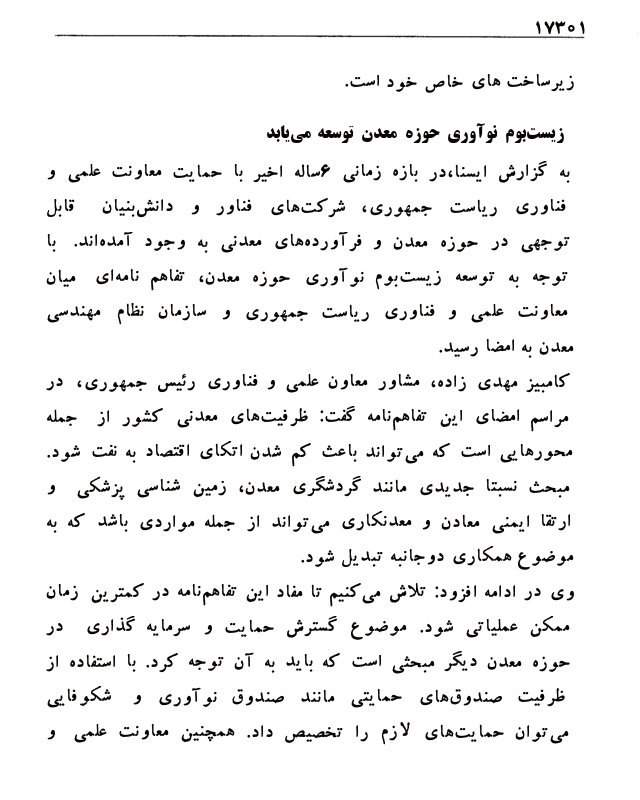 ۱۷۳۰۱
زیرساخت های خاص خود است.
زیست‌بوم نوآوری حوزه معدن توسعه می‌یابد
به گزارش ایسنا،در بازه زمانی ۶ساله اخیر با حمایت معاونت علمی و
فناوری ریاست جمهوری، شرکت‌های فناور و دانش‌بنیان قابل
توجهی در حوزه معدن و فرآورده‌های معدنی به وجود آمده‌اند. با
توجه به توسعه زیست‌بوم نوآوری حوزه معدن، تفاهم نامه‌ای میان
معاونت علمی و فناوری ریاست جمهوری و سازمان نظام مهندسی
معدن به امضا رسید.
کامبیز مهدی زاده، مشاور معاون علمی و فناوری رئیس جمهوری، در
مراسم امضای این تفاهم‌نامه گفت: ظرفیت‌های معدنی کشور از جمله
محورهایی است که می‌تواند باعث کم شدن اتکای اقتصاد به نفت شود.
مبحث نسبتا جدیدی مانند گردشگری معدن، زمین شناسی پزشکی و
ارتقا ایمنی معادن و معدنکاری می‌تواند از جمله مواردی باشد که به
موضوع همکاری دوجانبه تبدیل شود.
وی در ادامه افزود: تلاش می‌کنیم تا مفاد این تفاهم‌نامه در کمترین زمان
ممکن عملیاتی شود. موضوع گسترش حمایت و سرمایه گذاری در
حوزه معدن دیگر مبحثی است که باید به آن توجه کرد. با استفاده از
ظرفیت صندوق‌های حمایتی مانند صندوق نوآوری و شکوفایی
می‌توان حمایت‌های لازم را تخصیص داد. همچنین معاونت علمی و